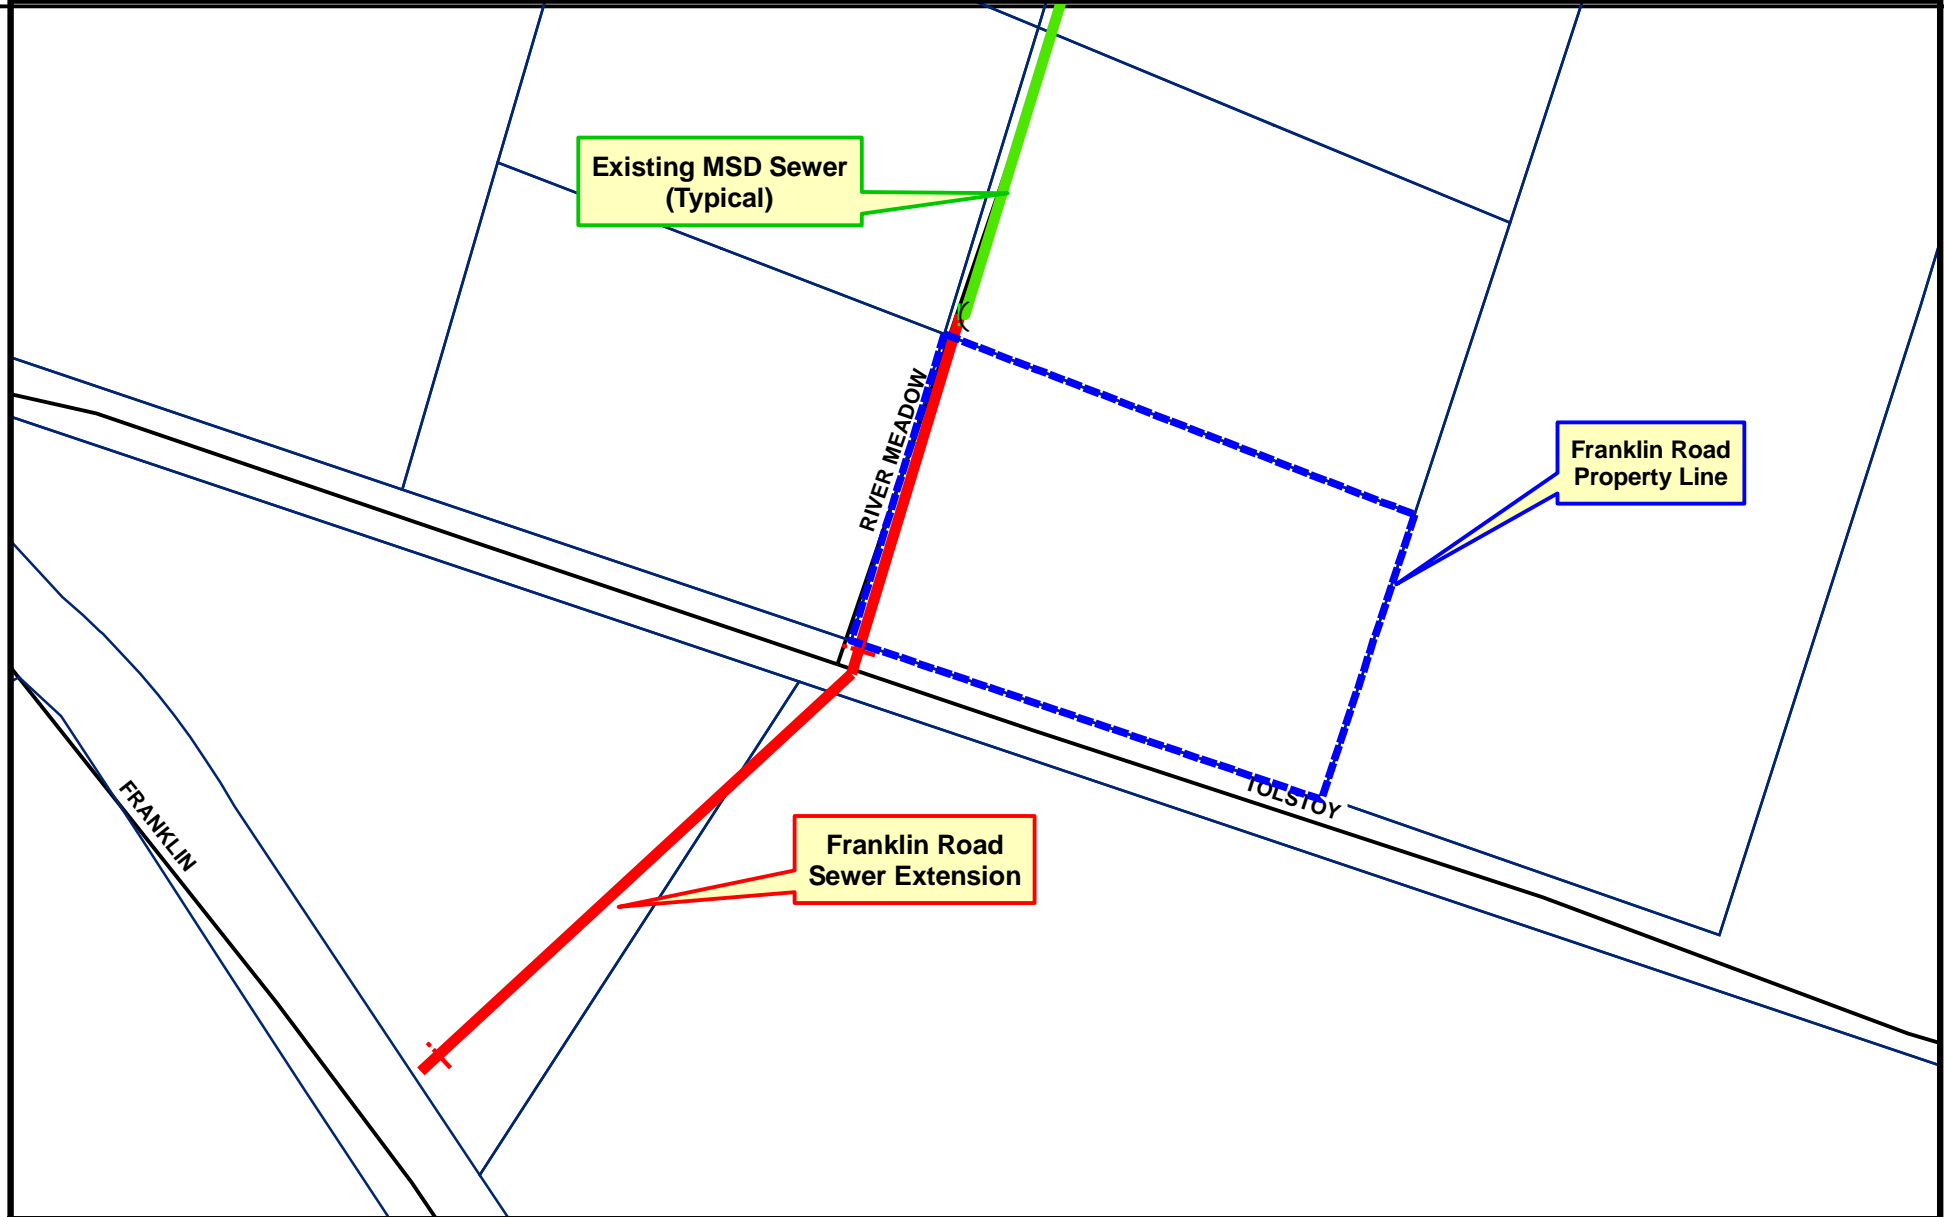 Existing MSD Sewer
(Typical)
RIVER MEADOW
Franklin Road
Property Line
TOLSTOY
FRANKLIN
Franklin Road
Sewer Extension